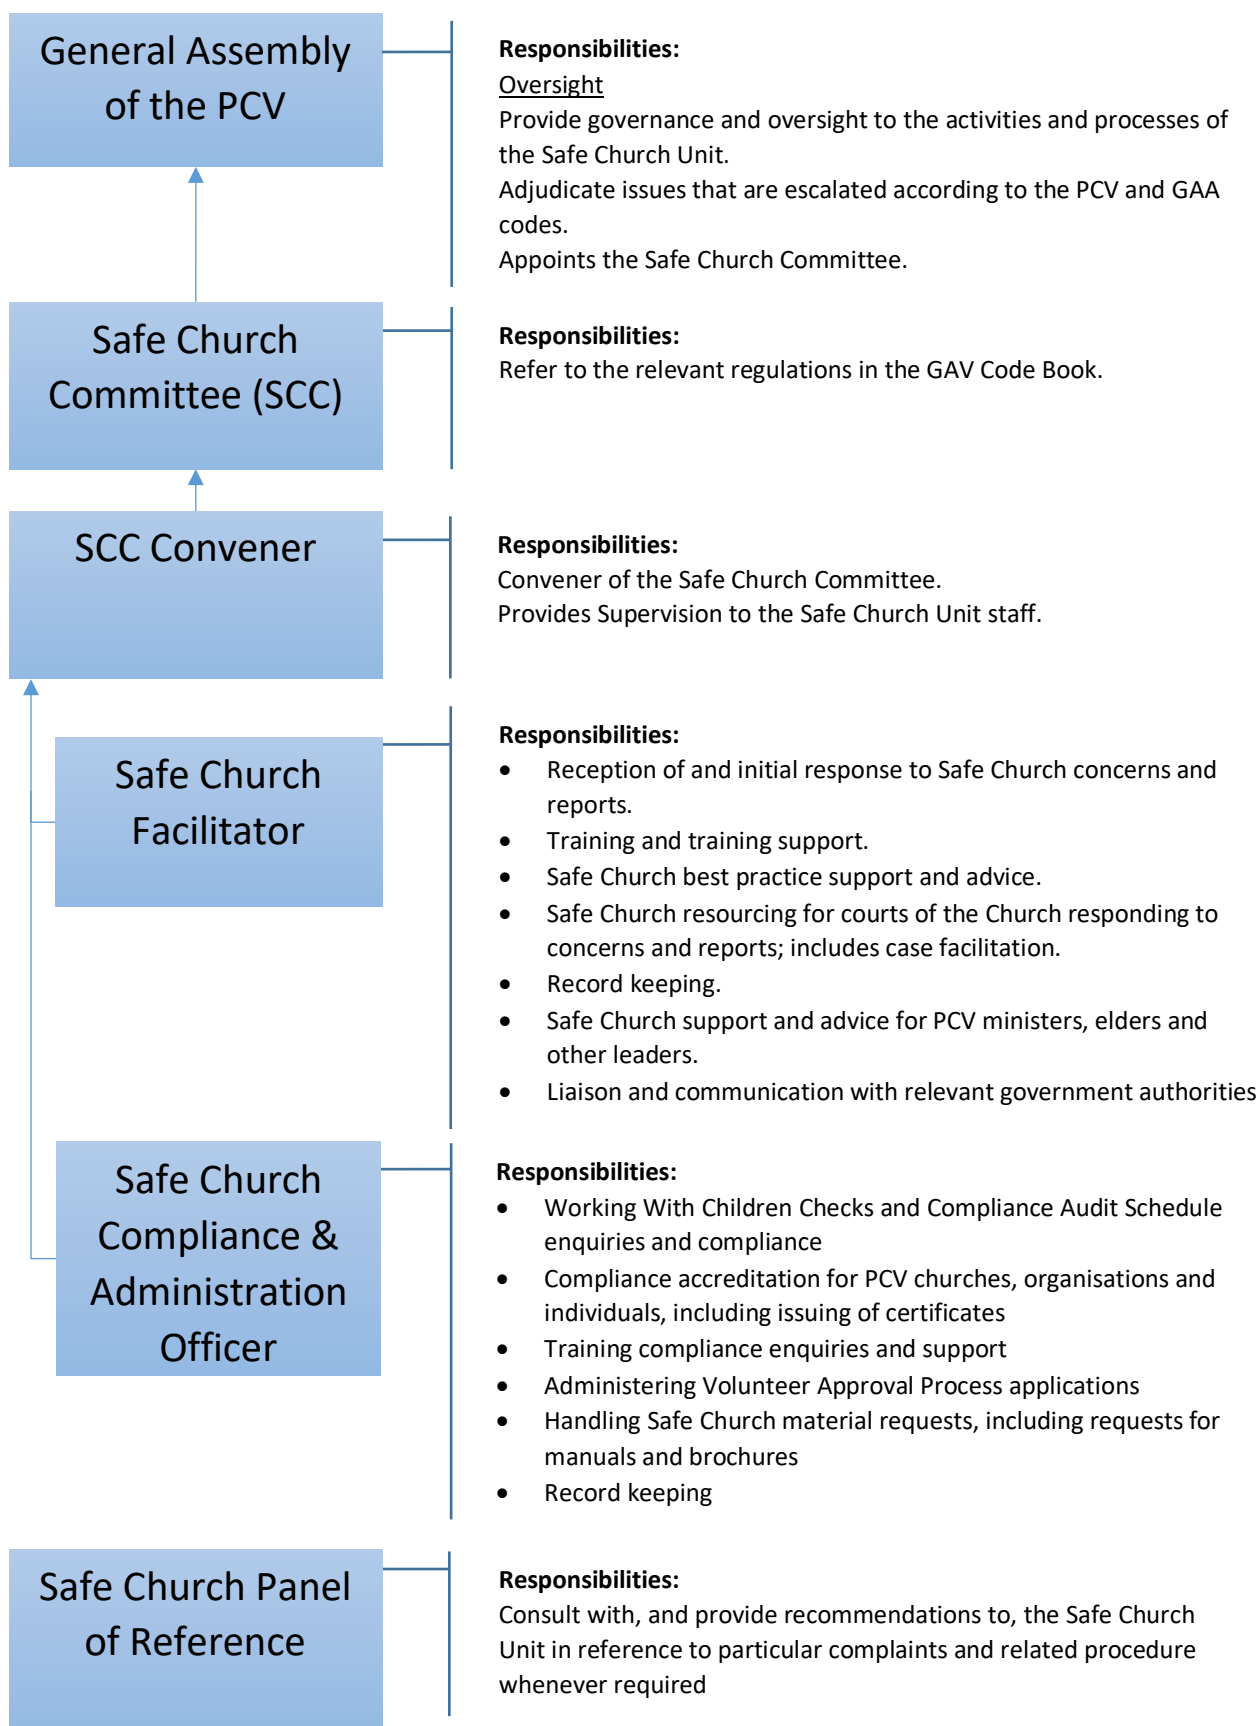 General Assembly
of the PCV
Responsibilities:
Oversight
Provide governance and oversight to the activities and processes of
the Safe Church Unit.
Adjudicate issues that are escalated according to the PCV and GAA
codes.
Appoints the Safe Church Committee.
Safe Church
Committee (SCC)
Responsibilities:
Refer to the relevant regulations in the GAV Code Book.
SCC Convener
Responsibilities:
Convener of the Safe Church Committee.
Provides Supervision to the Safe Church Unit staff.
Safe Church
Facilitator
Responsibilities:
• Reception of and initial response to Safe Church concerns and
reports.
• Training and training support.
• Safe Church best practice support and advice.
• Safe Church resourcing for courts of the Church responding to
concerns and reports; includes case facilitation.
• Record keeping.
• Safe Church support and advice for PCV ministers, elders and
other leaders.
• Liaison and communication with relevant government authorities
Safe Church
Compliance &
Administration
Officer
Responsibilities:
• Working With Children Checks and Compliance Audit Schedule
enquiries and compliance
• Compliance accreditation for PCV churches, organisations and
individuals, including issuing of certificates
• Training compliance enquiries and support
• Administering Volunteer Approval Process applications
• Handling Safe Church material requests, including requests for
manuals and brochures
• Record keeping
Safe Church Panel
of Reference
Responsibilities:
Consult with, and provide recommendations to, the Safe Church
Unit in reference to particular complaints and related procedure
whenever required